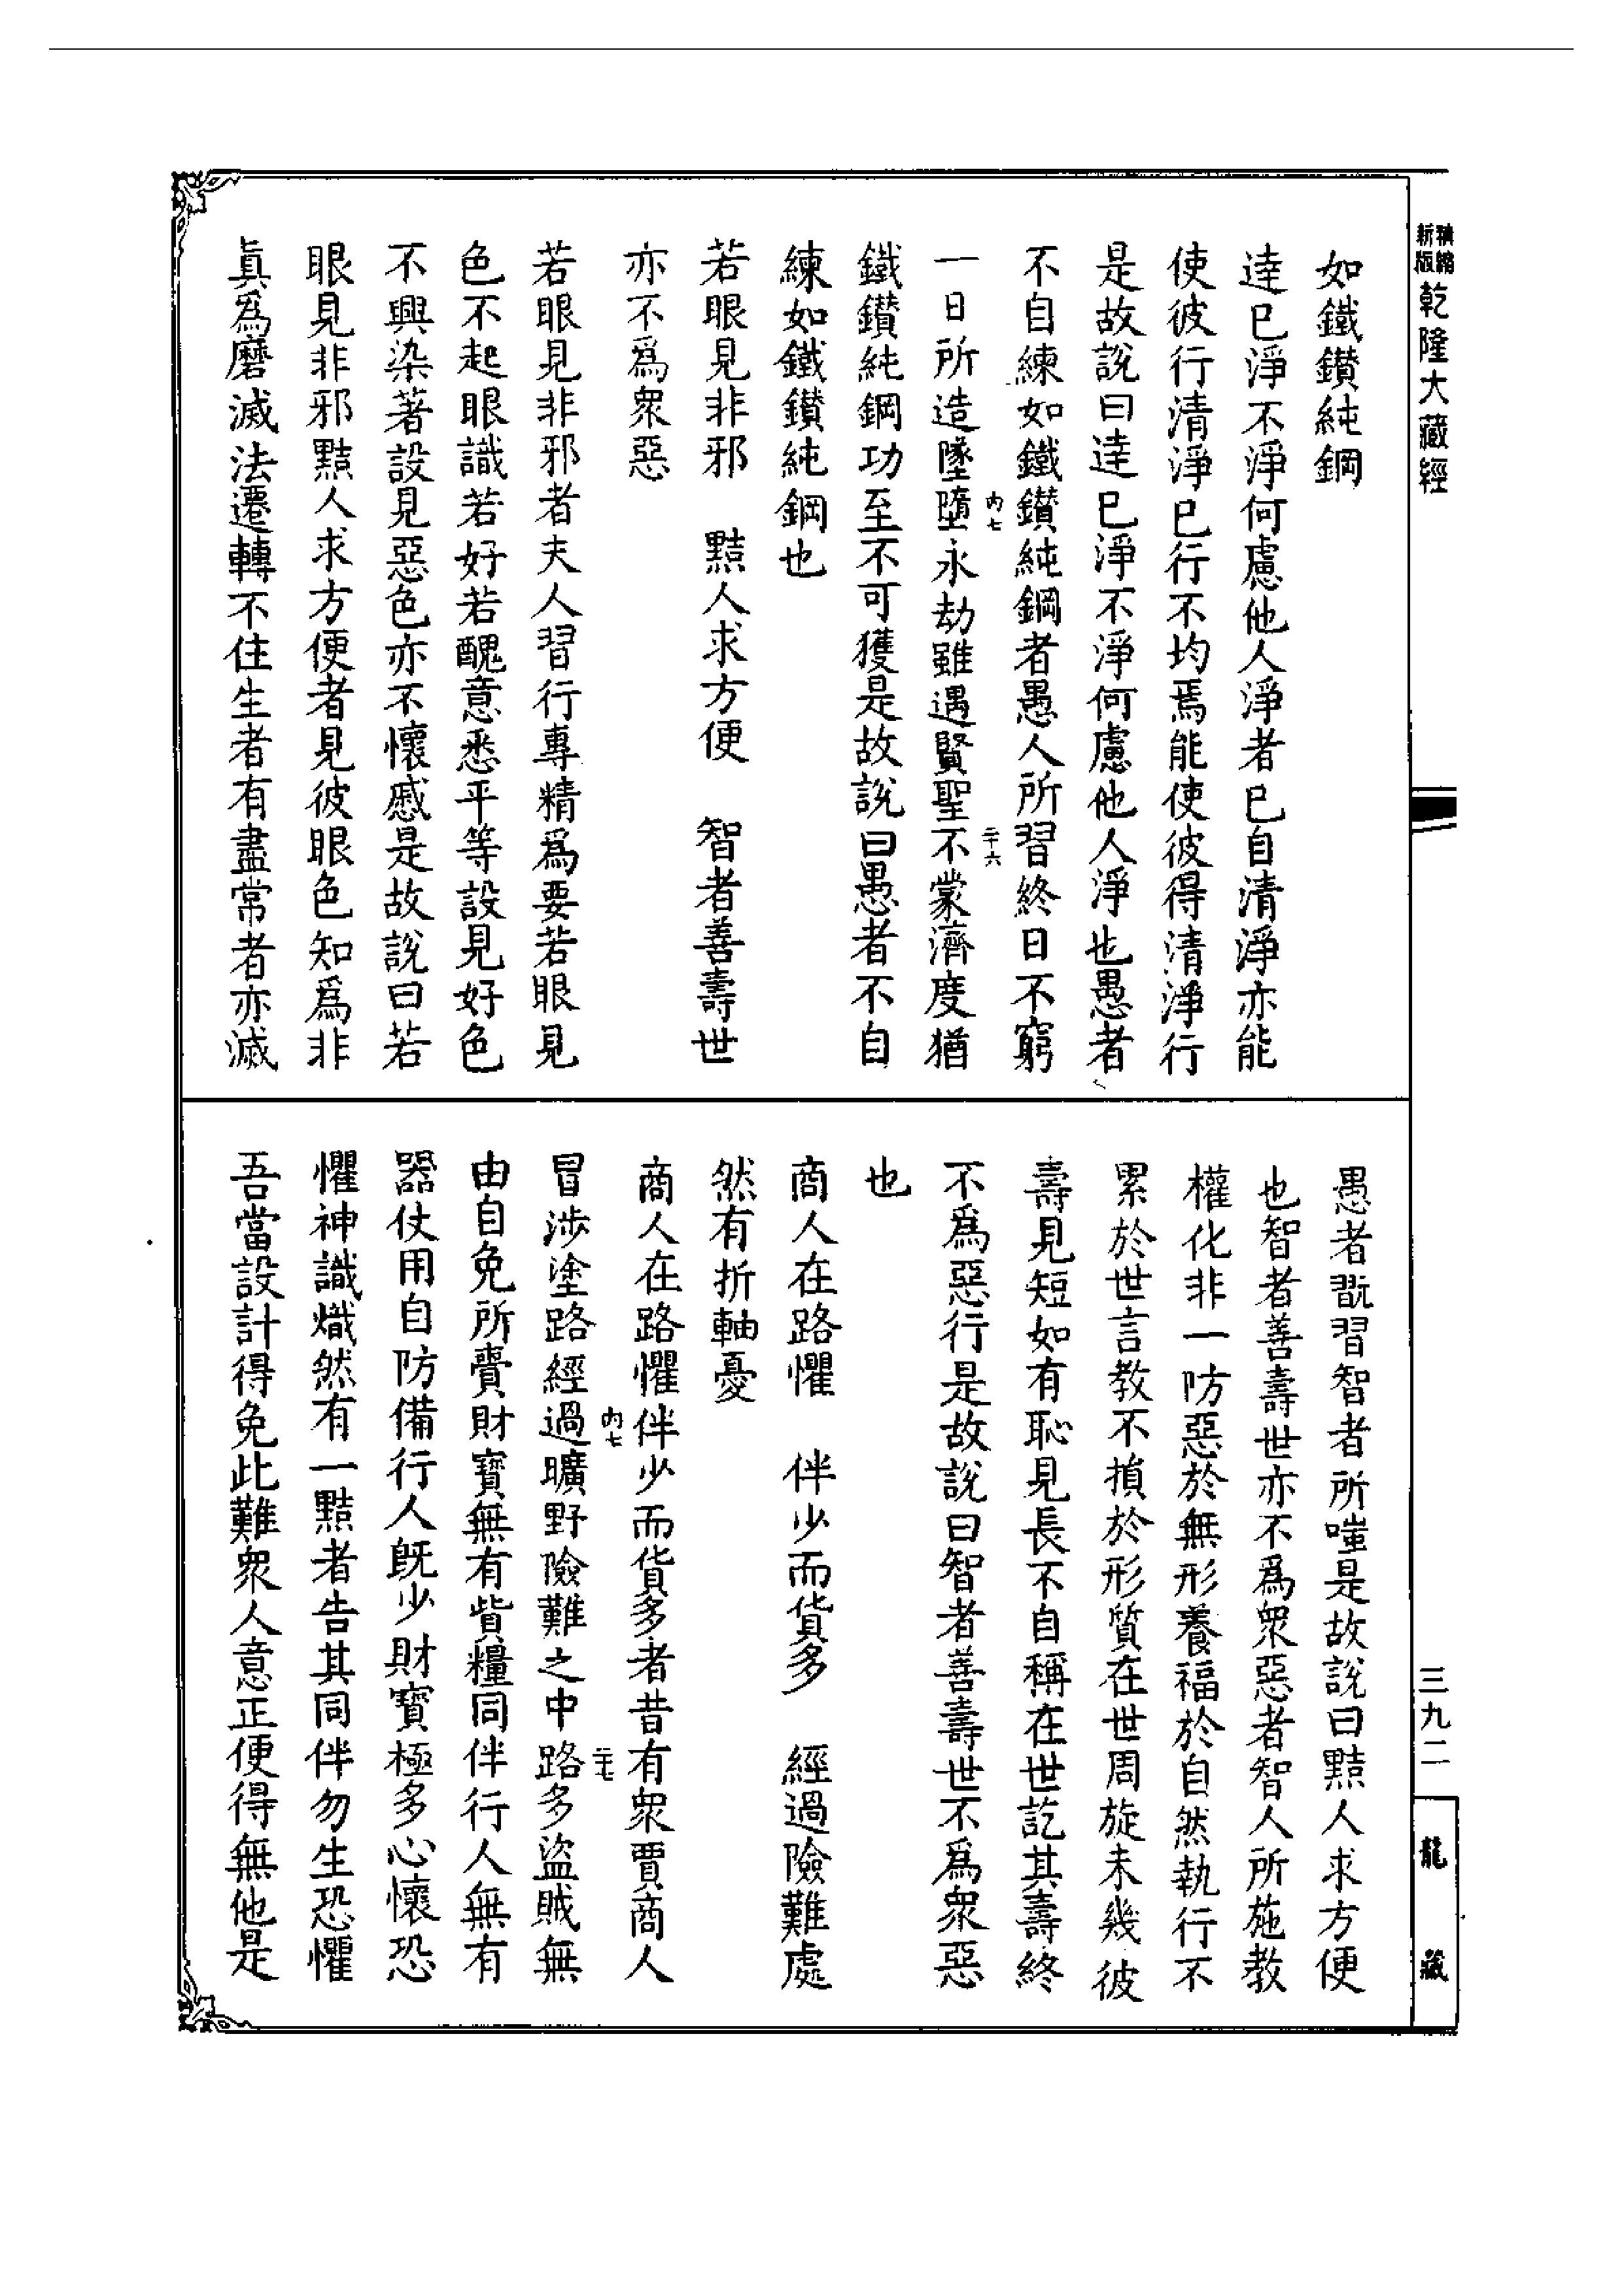 新版 精縮 乾隆大藏經
如鐵鑽純鋼
達已淨不淨何慮他人淨者已自清淨亦能
使彼行清淨已行不均焉能使彼得清淨行
是故說曰達已淨不淨何慮他人淨也愚者
不自練如鐵鑽純鋼者愚人所習終日不窮
內七
二十六
一日所造墜墮永劫雖遇賢聖不蒙濟度猶
鐵鑽純鋼功至不可獲是故說曰愚者不自
練如鐵鑽純鋼也
若眼見非邪　黠人求方便　智者善壽世
亦不爲眾惡
若眼見非邪者夫人習行專精爲要若眼見
色不起眼識若好若醜意悉平等設見好色
不興染著設見惡色亦不懷慼是故說曰若
眼見非邪黠人求方便者見彼眼色知爲非
眞爲磨滅法遷轉不住生者有盡常者亦滅
愚者翫習智者所嗤是故說曰黠人求方便
也智者善壽世亦不爲眾惡者智人所施教
權化非一防惡於無形養福於自然執行不
累於世言教不損於形質在世周旋未幾彼
壽見短如有恥見長不自稱在世訖其壽終
不爲惡行是故說曰智者善壽世不爲眾惡
也
商人在路懼　伴少而貨多　經過險難處
然有折軸憂
商人在路懼伴少而貨多者昔有眾賈商人
內七
二十七
冒涉塗路經過曠野險難之中路多盜賊無
由自免所賷財寶無有貲糧同伴行人無有
器仗用自防備行人旣少財寶極多心懷恐
懼神識熾然有一黠者告其同伴勿生恐懼
吾當設計得免此難眾人意正便得無他是
三九二
龍藏